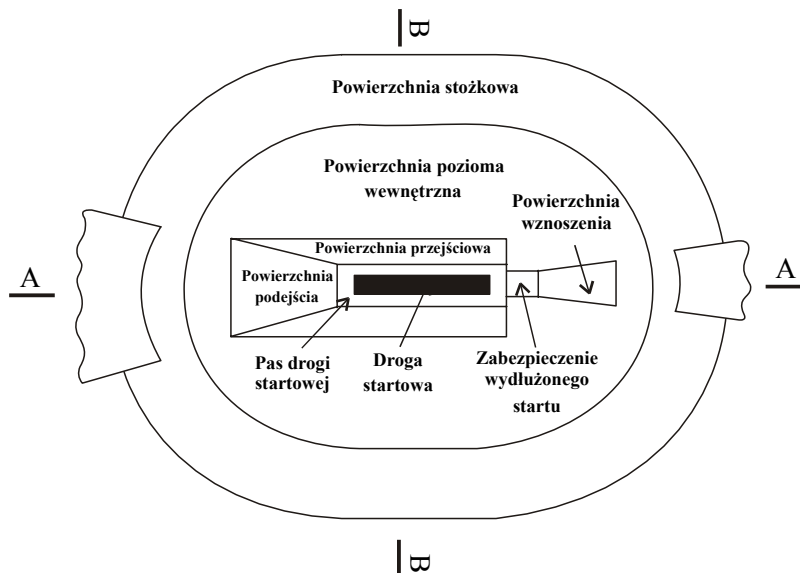 B
Powierzchnia stożkowa
Powierzchnia pozioma
wewnętrzna
Powierzchnia
wznoszenia
Powierzchnia przejściowa
Powierzchnia
podejścia
A
A
Pas drogi
startowej
Droga
startowa
Zabezpieczenie
wydłużonego
startu
B